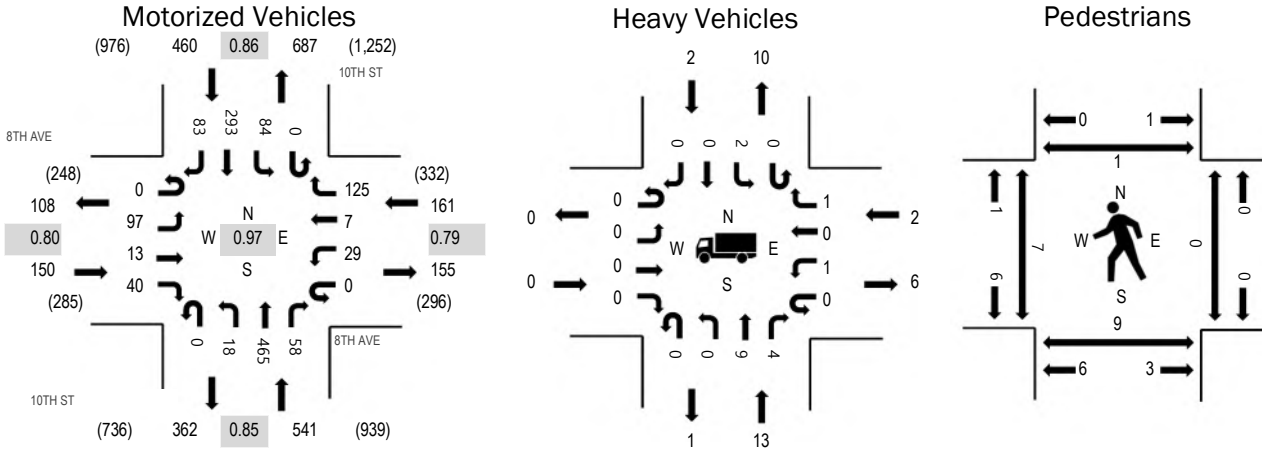 Motorized Vehicles
(976) 460 0.86 687 (1,252)
10TH ST
83 293 84 0
8TH AVE
(248) 0 125 (332)
108 97 N 7 161
0.80 W 0.97 E 0.79
150 13 S 29 155
(285) 40 0 (296)
0 18 465 58
8TH AVE
10TH ST
(736) 362 0.85 541 (939)
Heavy Vehicles
2 10
0 0 2 0
0 1
0 0 N 0 2
W E
0 0 S 1 6
0 0
0 0 9 4
1 13
Pedestrians
0 1
1
1 N 0
W E
7 0
6 S 0
9
6 3